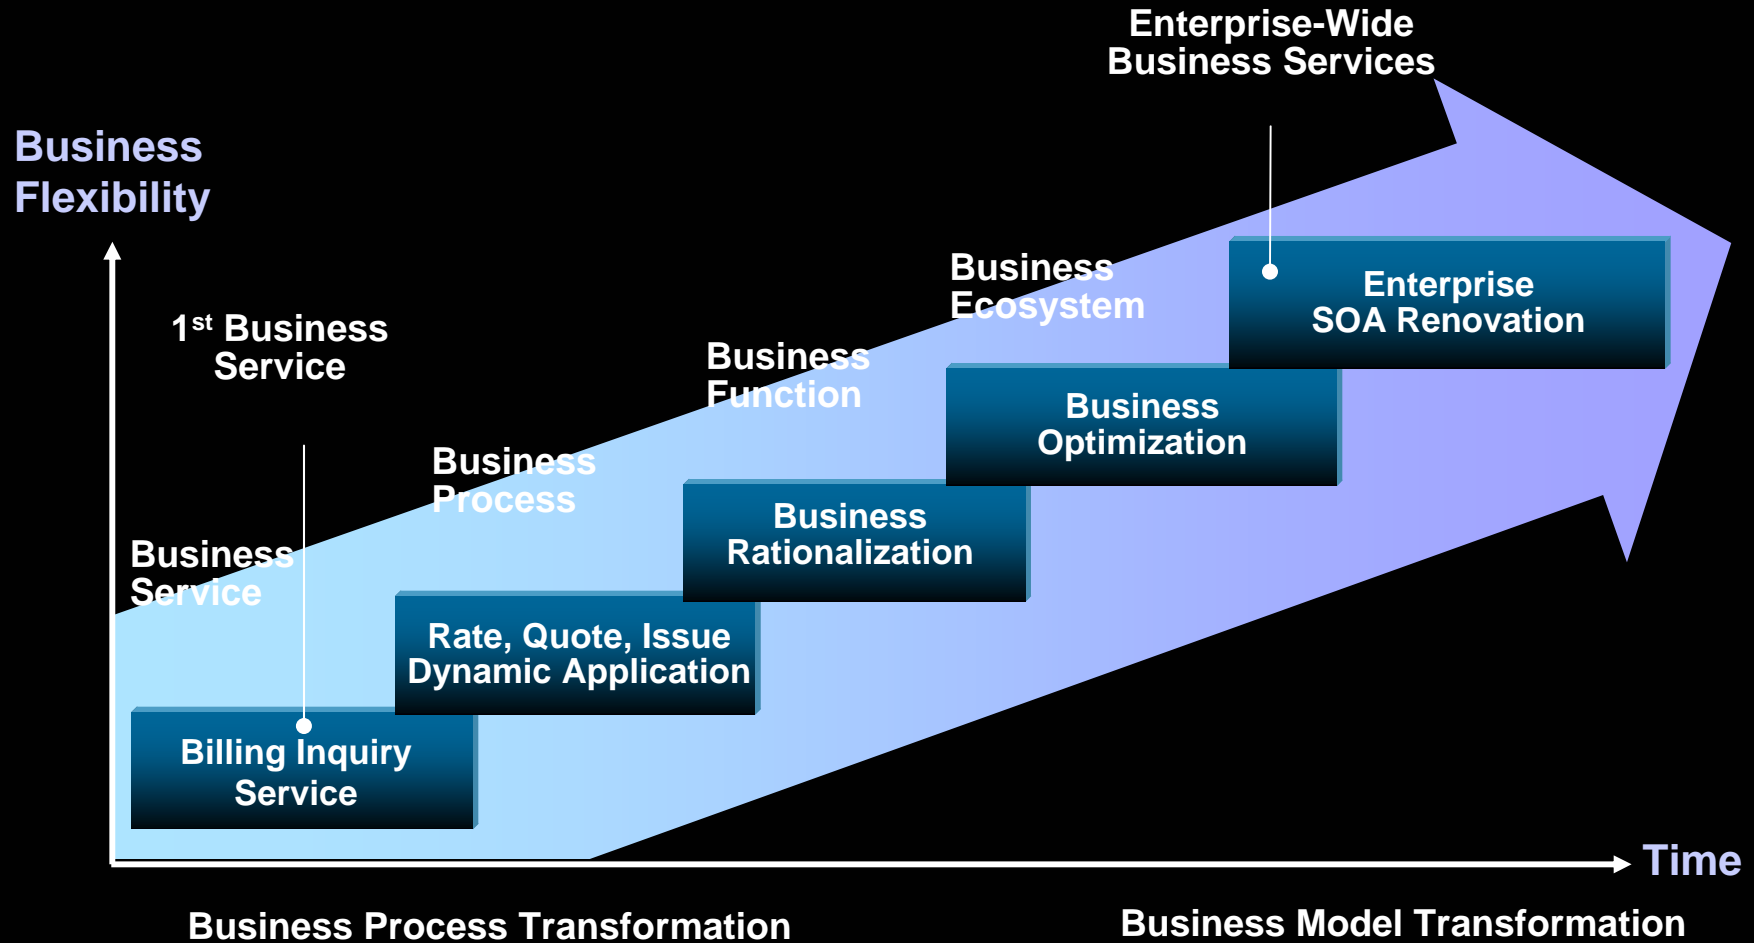 Enterprise-Wide
Business Services
Business
Flexibility
1st Business
Service
Business
Ecosystem
Enterprise
SOA Renovation
Business
Function
Business
Optimization
Business
Process
Business
Rationalization
Business
Service
Rate, Quote, Issue
Dynamic Application
Billing Inquiry
Service
Time
Business Process Transformation
Business Model Transformation